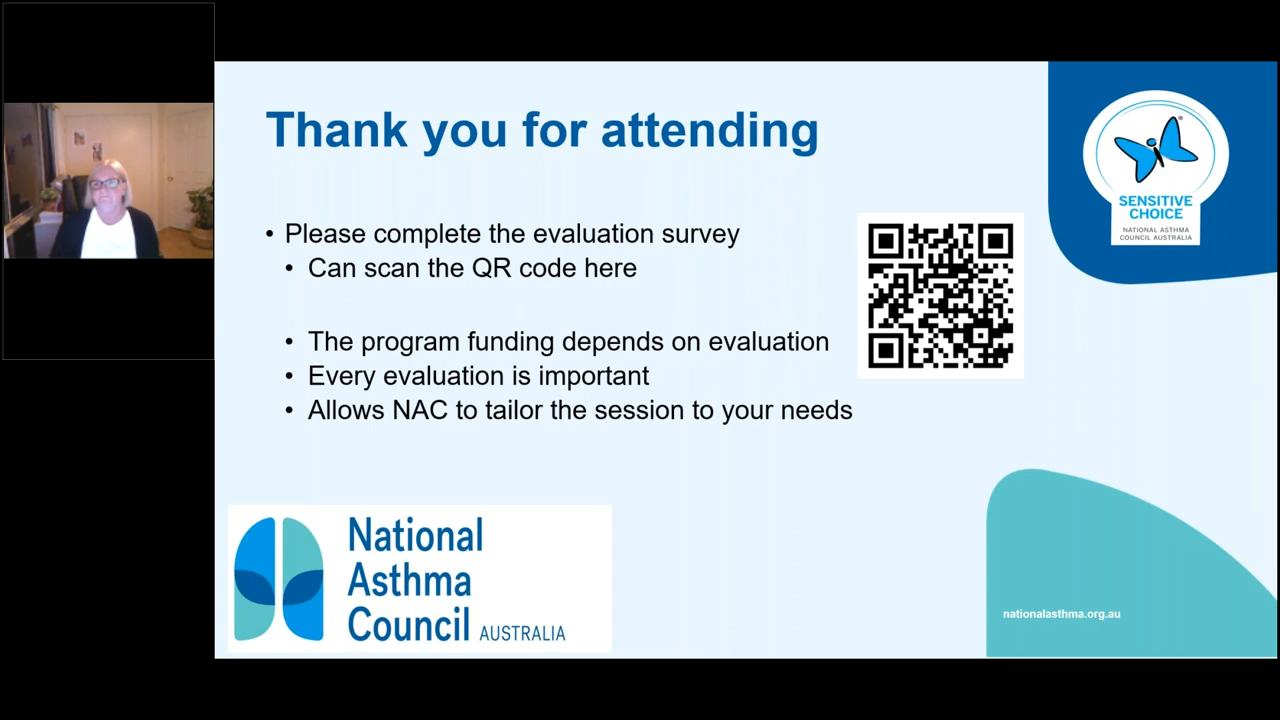 Thank you for attending
• Please complete the evaluation survey
• Can scan the QR code here
• The program funding depends on evaluation
• Every evaluation is important
• Allows NAC to tailor the session to your needs
SENSITIVE
CHOICE
NATIONAL ASTHMA
COUNCIL AUSTRALIA
®
National
Asthma
Council AUSTRALIA
nationalasthma.org.au